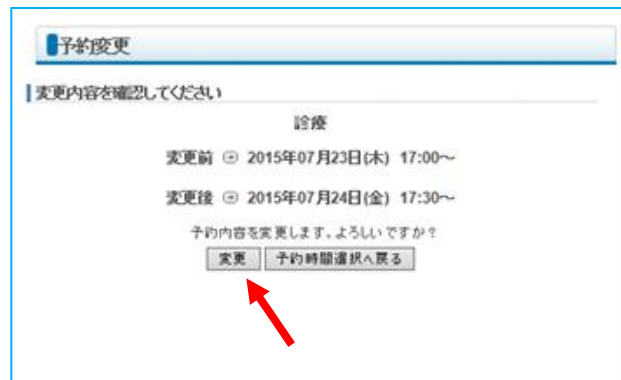 予約変更
変更内容を確認してください
診療
変更前 → 2015年07月23日(木) 17:00～
変更後 → 2015年07月24日(金) 17:30～
予約内容を変更します。よろしいですか？
変更 予約時間選択へ戻る